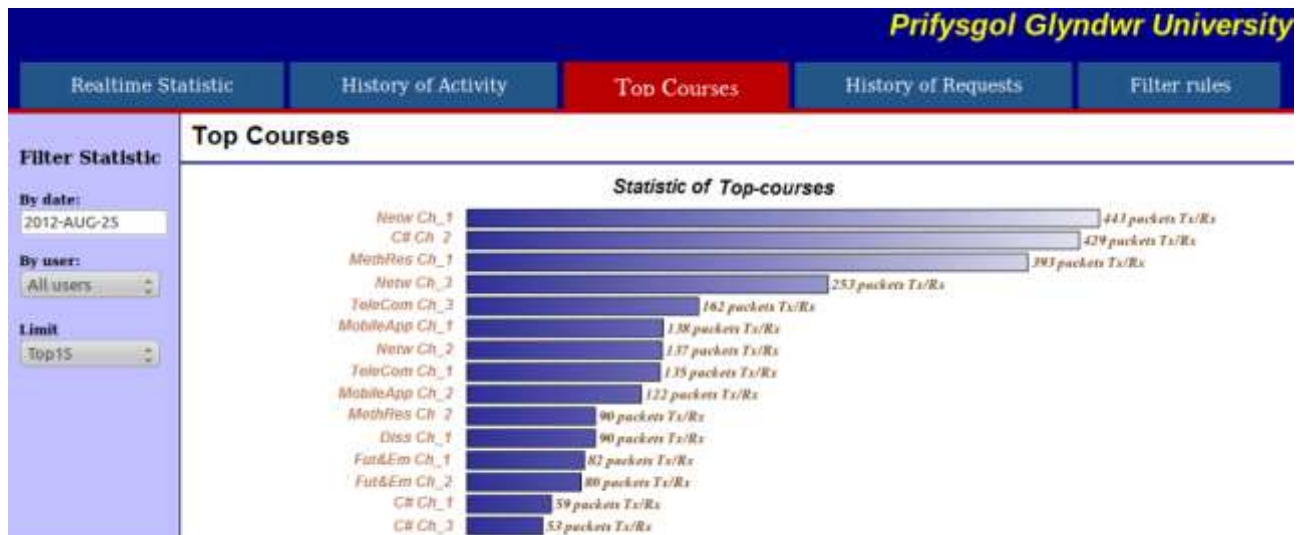 Prifysgol Glyndwr University
Realtime Statistic History of Activity Top Courses History of Requests Filter rules
Top Courses
Filter Statistic
By date:
2012-AUG-25
By user:
All users
Limit
Top15
Statistic of Top-courses
Netw Ch_1 443 packets Tx/Rx
C# Ch_2 429 packets Tx/Rx
MethRes Ch_1 393 packets Tx/Rx
Netw Ch_3 253 packets Tx/Rx
TeleCom Ch_3 162 packets Tx/Rx
MobileApp Ch_1 138 packets Tx/Rx
Netw Ch_2 137 packets Tx/Rx
TeleCom Ch_1 135 packets Tx/Rx
MobileApp Ch_2 122 packets Tx/Rx
MethRes Ch_2 90 packets Tx/Rx
Diss Ch_1 90 packets Tx/Rx
Fut&Em Ch_1 82 packets Tx/Rx
Fut&Em Ch_2 80 packets Tx/Rx
C# Ch_1 59 packets Tx/Rx
C# Ch_3 53 packets Tx/Rx